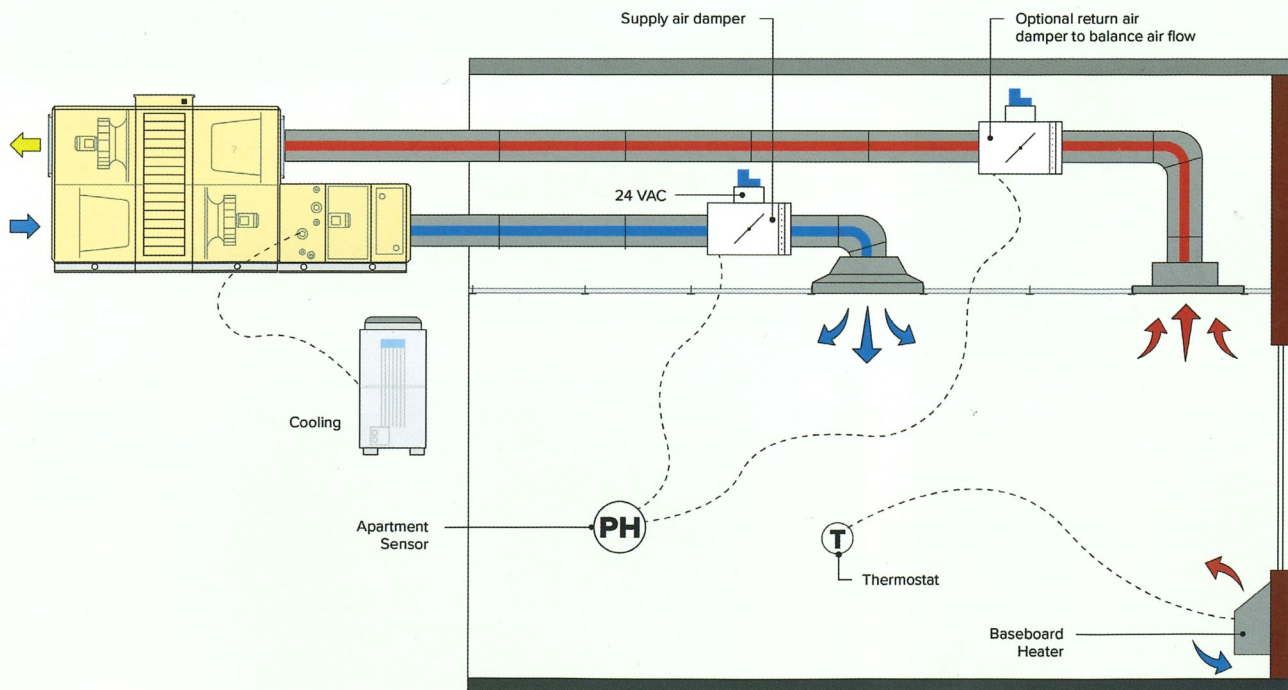 Supply air damper
Optional return air
damper to balance air flow
24 VAC
Cooling
Apartment
Sensor
PH
T
Thermostat
Baseboard
Heater